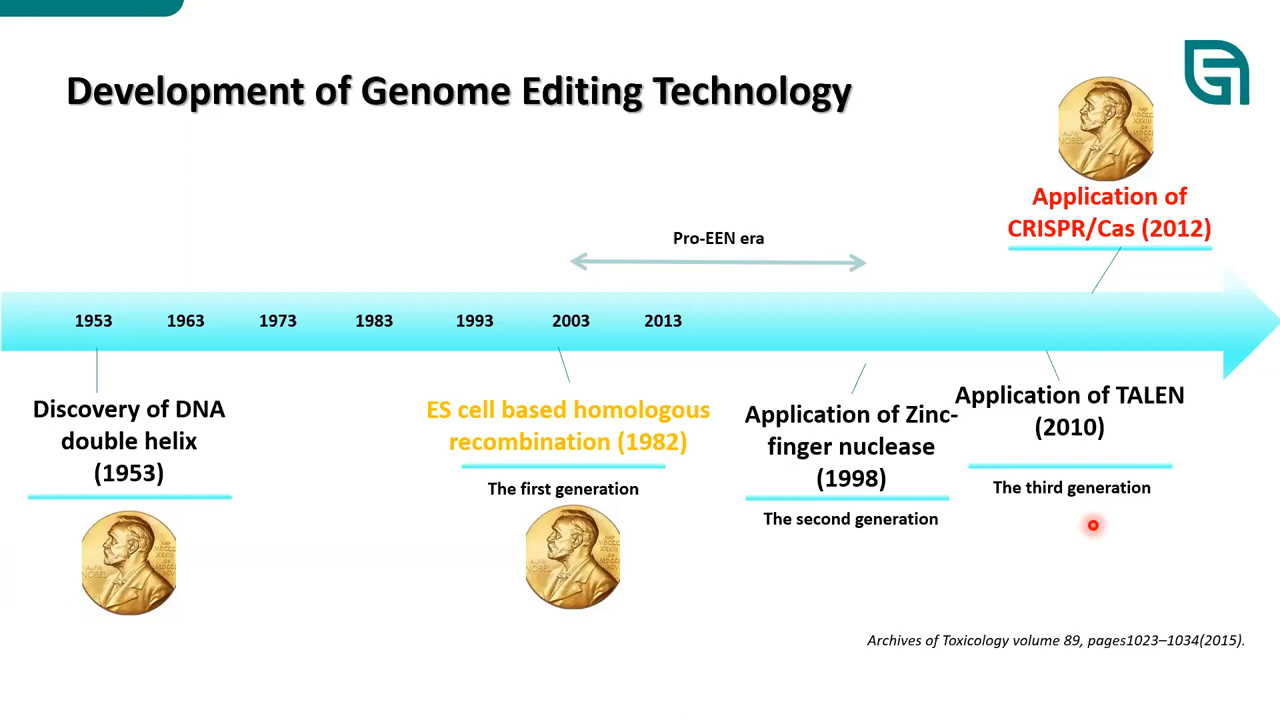 Development of Genome Editing Technology
Application of
CRISPR/Cas (2012)
Pro-EEN era
1953 1963 1973 1983 1993 2003 2013
Discovery of DNA
double helix
(1953)
ES cell based homologous
recombination (1982)
The first generation
Application of Zinc-
finger nuclease
(1998)
The second generation
Application of TALEN
(2010)
The third generation
Archives of Toxicology volume 89, pages1023–1034(2015).